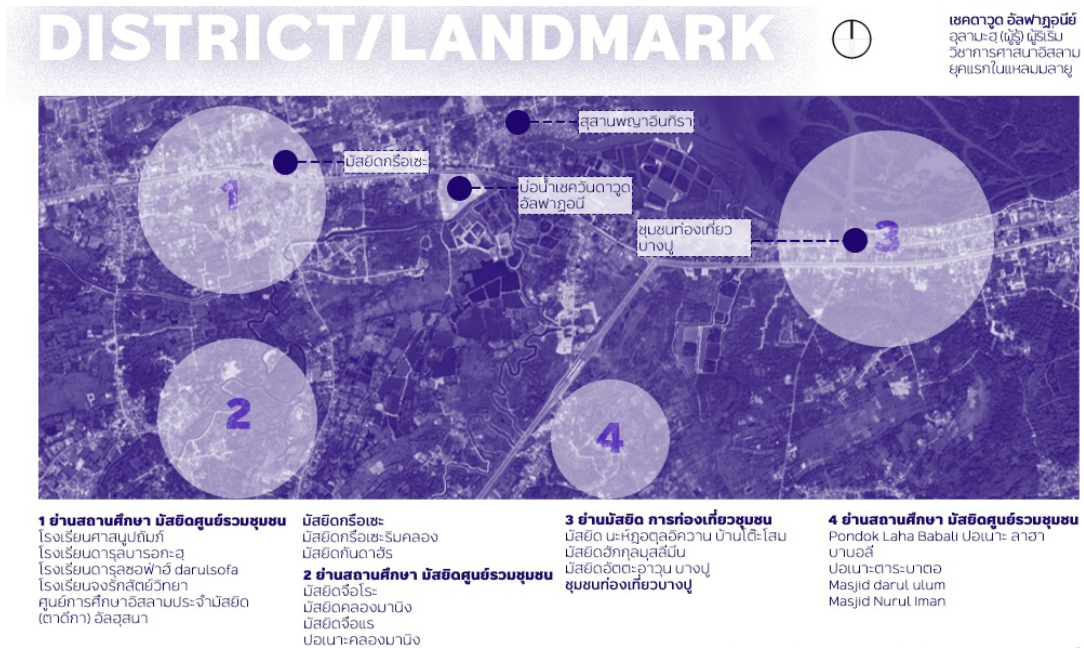 DISTRICT/LANDMARK
เชคดาวูด อัลฟาฏอนีย์
อุลามะฮฺ (ผู้รู้) ผู้ริเริ่ม
วิชาการศาสนาอิสลาม
ยุคแรกในแหลมมลายู
สุสานพญาอินทิรา
มัสยิดกรือเซะ
1
บ่อน้ำเชควันดาวูด
อัลฟาฏอนี
ชุมชนท่องเที่ยว
บางปู
3
2
4
1 ย่านสถานศึกษา มัสยิดศูนย์รวมชุมชน
โรงเรียนศาสนูปถัมภ์
โรงเรียนดารุลบารอกะฮฺ
โรงเรียนดารุลซอฟาฮ์ darulsofa
โรงเรียนจงรักสัตย์วิทยา
ศูนย์การศึกษาอิสลามประจำมัสยิด
(ตาดีกา) อัลฮุสนา
มัสยิดกรือเซะ
มัสยิดกรือเซะริมคลอง
มัสยิดกันดาฮัร
2 ย่านสถานศึกษา มัสยิดศูนย์รวมชุมชน
มัสยิดจือโระ
มัสยิดคลองมานิง
มัสยิดจือแร
ปอเนาะคลองมานิง
3 ย่านมัสยิด การท่องเที่ยวชุมชน
มัสยิด นะห์ฎอตุลอิควาน บ้านโต๊ะโสม
มัสยิดฮักกุลมุสลีมีน
มัสยิดอัตตะอาวุน บางปู
ชุมชนท่องเที่ยวบางปู
4 ย่านสถานศึกษา มัสยิดศูนย์รวมชุมชน
Pondok Laha Babali ปอเนาะ ลาฮา
บาบอลี
ปอเนาะตาระบาตอ
Masjid darul ulum
Masjid Nurul Iman